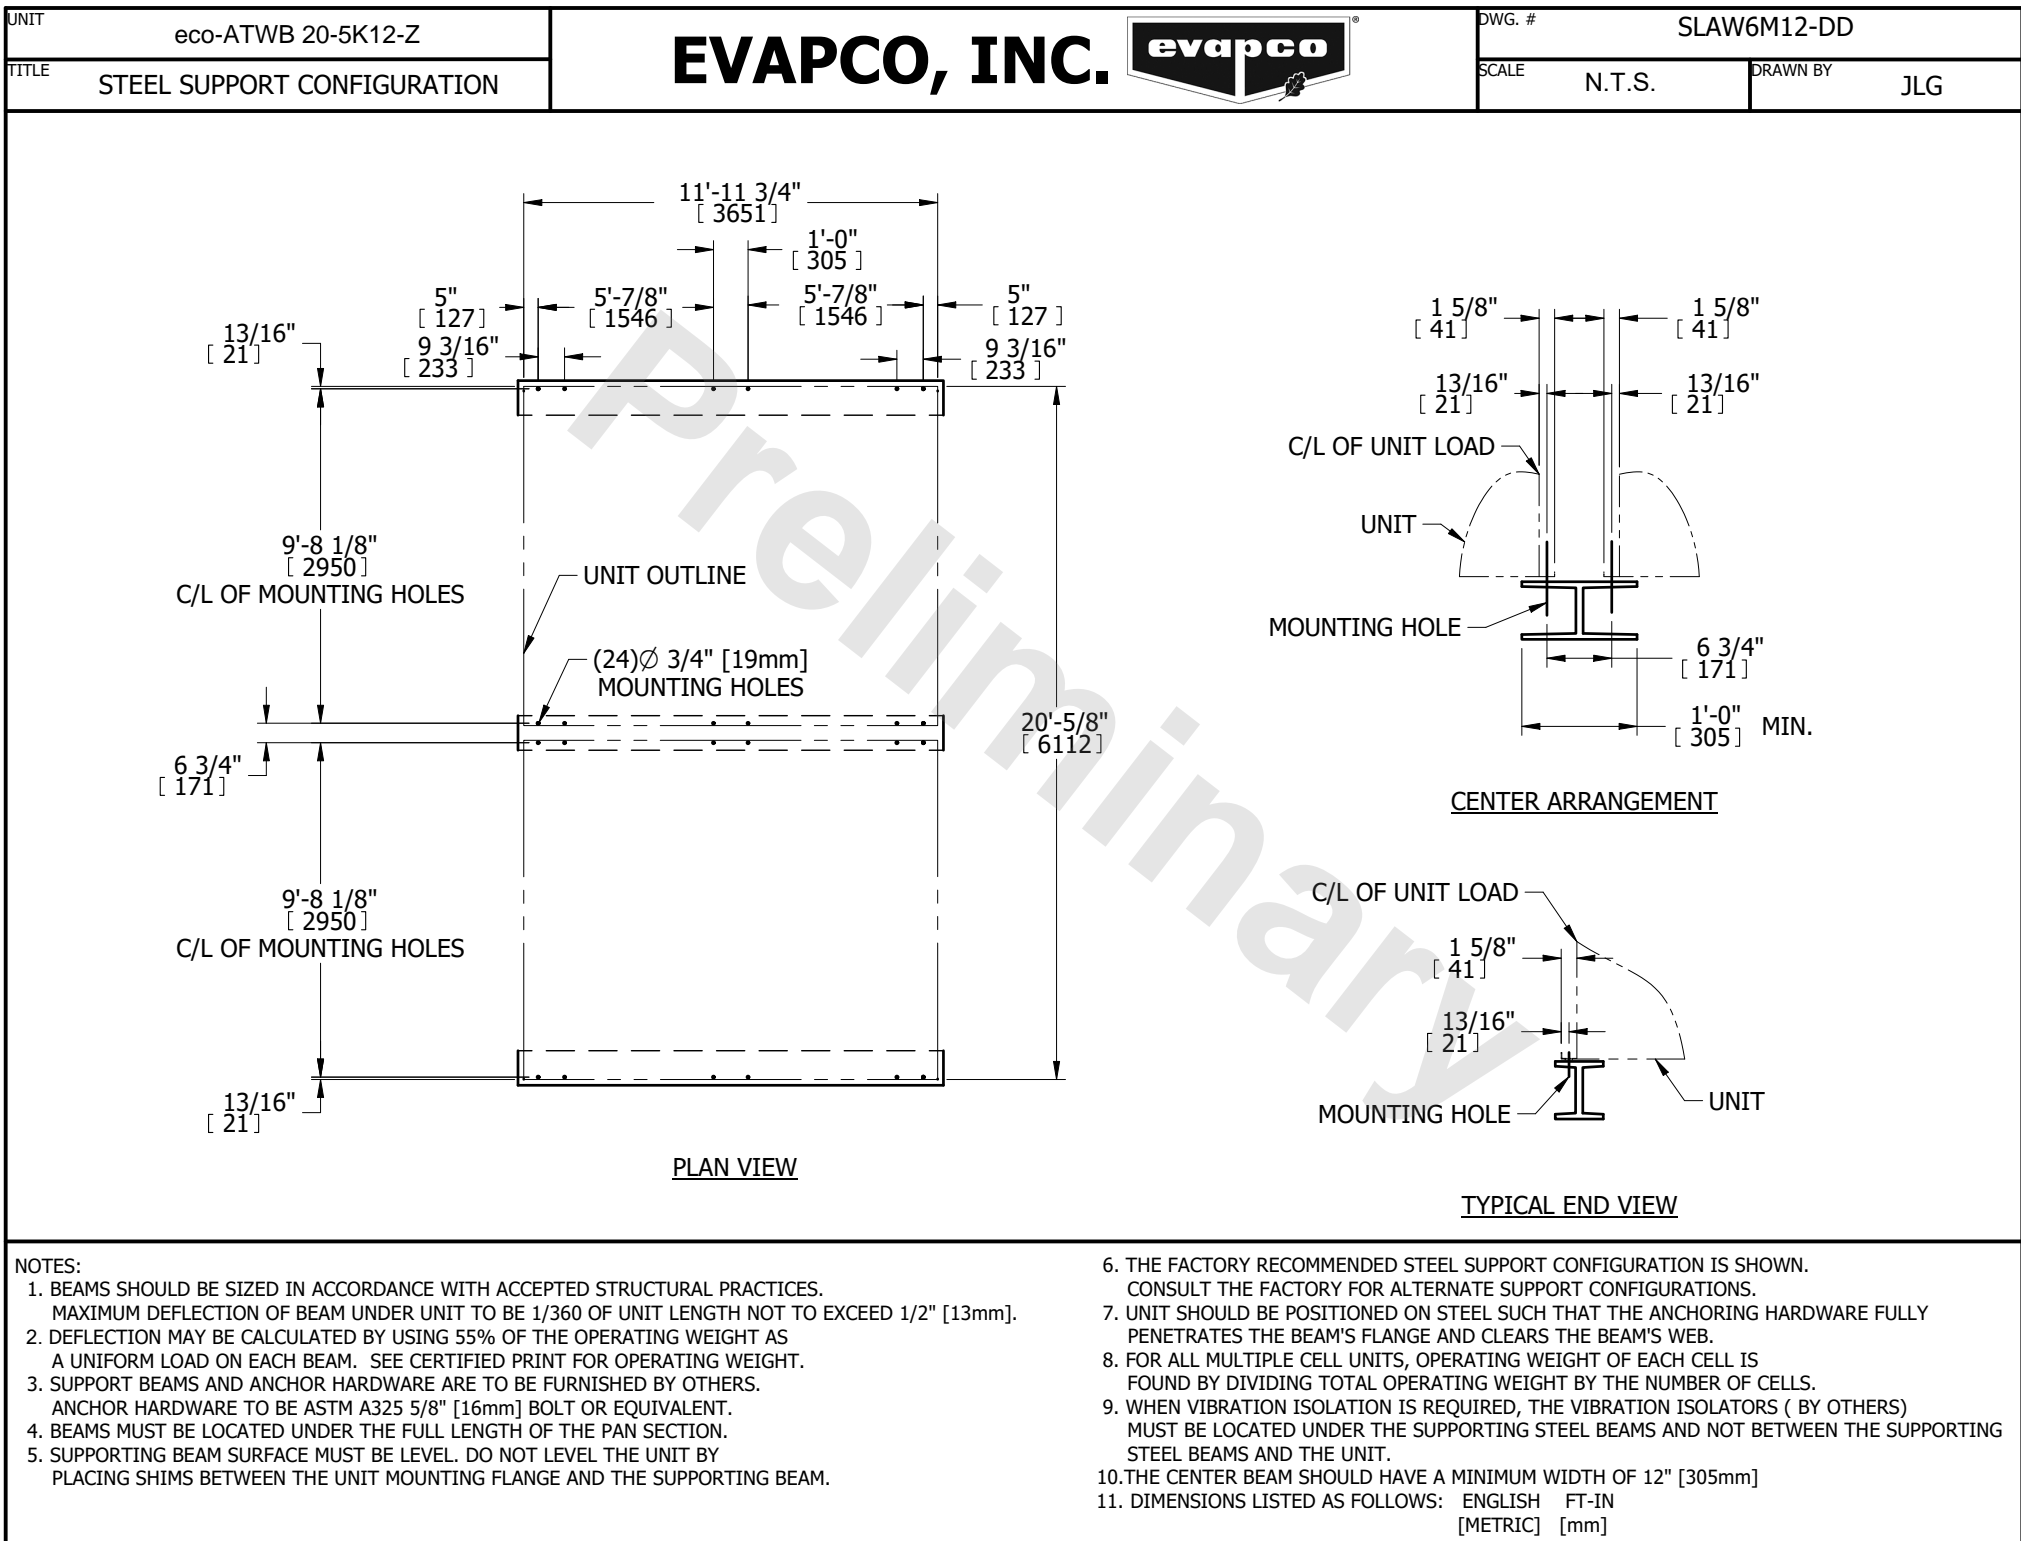 UNIT
eco-ATWB 20-5K12-Z
TITLE
STEEL SUPPORT CONFIGURATION
EVAPCO, INC.
evapco
®
DWG. #
SLAW6M12-DD
SCALE
N.T.S.
DRAWN BY
JLG
11'-11 3/4"
[ 3651]
1'-0"
[ 305 ]
5"
[ 127]
5'-7/8"
[ 1546 ]
5'-7/8"
[ 1546 ]
5"
[ 127 ]
13/16"
[ 21]
9 3/16"
[ 233 ]
9 3/16"
[ 233 ]
9'-8 1/8"
[ 2950]
C/L OF MOUNTING HOLES
UNIT OUTLINE
(24)∅ 3/4" [19mm]
MOUNTING HOLES
6 3/4"
[ 171]
20'-5/8"
[ 6112]
9'-8 1/8"
[ 2950]
C/L OF MOUNTING HOLES
13/16"
[ 21]
PLAN VIEW
1 5/8"
[ 41]
1 5/8"
[ 41]
13/16"
[ 21]
13/16"
[ 21]
C/L OF UNIT LOAD
UNIT
MOUNTING HOLE
6 3/4"
[ 171]
1'-0"
[ 305] MIN.
CENTER ARRANGEMENT
C/L OF UNIT LOAD
1 5/8"
[ 41]
13/16"
[ 21]
MOUNTING HOLE
UNIT
TYPICAL END VIEW
Preliminary
NOTES:
1. BEAMS SHOULD BE SIZED IN ACCORDANCE WITH ACCEPTED STRUCTURAL PRACTICES.
MAXIMUM DEFLECTION OF BEAM UNDER UNIT TO BE 1/360 OF UNIT LENGTH NOT TO EXCEED 1/2" [13mm].
2. DEFLECTION MAY BE CALCULATED BY USING 55% OF THE OPERATING WEIGHT AS
A UNIFORM LOAD ON EACH BEAM. SEE CERTIFIED PRINT FOR OPERATING WEIGHT.
3. SUPPORT BEAMS AND ANCHOR HARDWARE ARE TO BE FURNISHED BY OTHERS.
ANCHOR HARDWARE TO BE ASTM A325 5/8" [16mm] BOLT OR EQUIVALENT.
4. BEAMS MUST BE LOCATED UNDER THE FULL LENGTH OF THE PAN SECTION.
5. SUPPORTING BEAM SURFACE MUST BE LEVEL. DO NOT LEVEL THE UNIT BY
PLACING SHIMS BETWEEN THE UNIT MOUNTING FLANGE AND THE SUPPORTING BEAM.
6. THE FACTORY RECOMMENDED STEEL SUPPORT CONFIGURATION IS SHOWN.
CONSULT THE FACTORY FOR ALTERNATE SUPPORT CONFIGURATIONS.
7. UNIT SHOULD BE POSITIONED ON STEEL SUCH THAT THE ANCHORING HARDWARE FULLY
PENETRATES THE BEAM'S FLANGE AND CLEARS THE BEAM'S WEB.
8. FOR ALL MULTIPLE CELL UNITS, OPERATING WEIGHT OF EACH CELL IS
FOUND BY DIVIDING TOTAL OPERATING WEIGHT BY THE NUMBER OF CELLS.
9. WHEN VIBRATION ISOLATION IS REQUIRED, THE VIBRATION ISOLATORS ( BY OTHERS)
MUST BE LOCATED UNDER THE SUPPORTING STEEL BEAMS AND NOT BETWEEN THE SUPPORTING
STEEL BEAMS AND THE UNIT.
10.THE CENTER BEAM SHOULD HAVE A MINIMUM WIDTH OF 12" [305mm]
11. DIMENSIONS LISTED AS FOLLOWS: ENGLISH FT-IN
[METRIC] [mm]